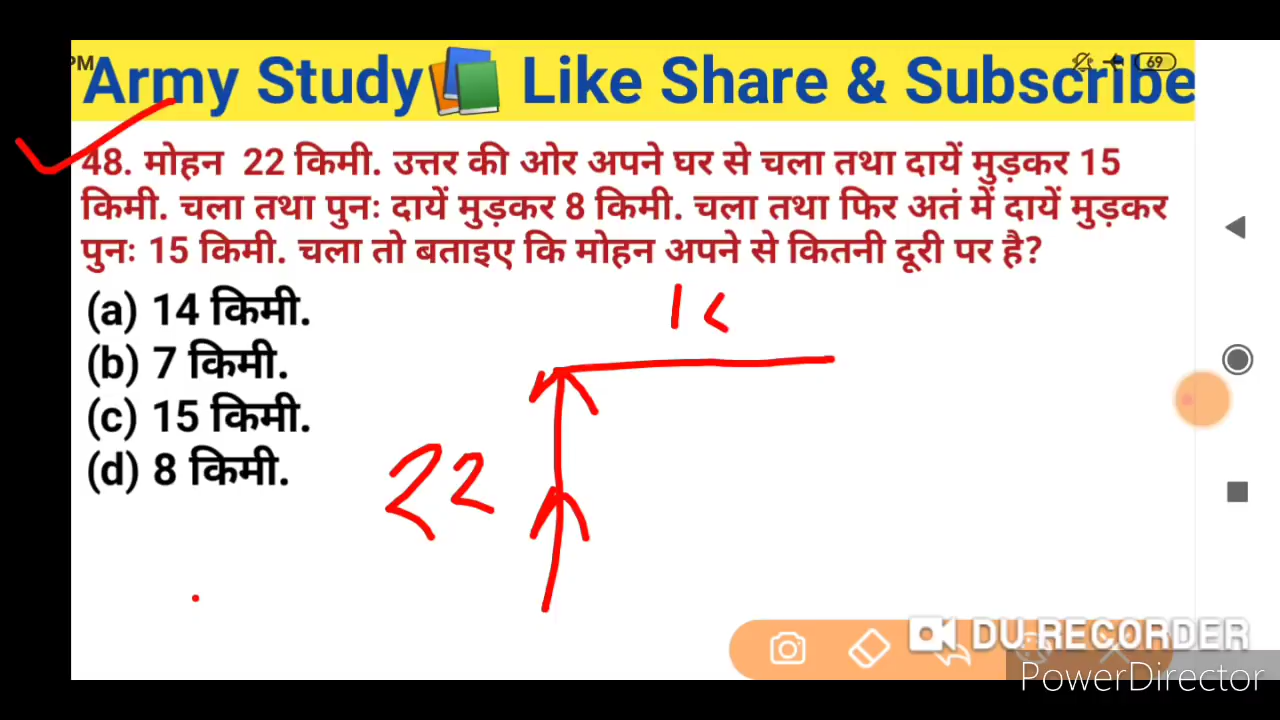 PM
69
Army Study Like Share & Subscribe
48. मोहन 22 किमी. उत्तर की ओर अपने घर से चला तथा दायें मुड़कर 15
किमी. चला तथा पुनः दायें मुड़कर 8 किमी. चला तथा फिर अतं में दायें मुड़कर
पुनः 15 किमी. चला तो बताइए कि मोहन अपने से कितनी दूरी पर है?
(a) 14 किमी.
(b) 7 किमी.
(c) 15 किमी.
(d) 8 किमी.
22
DU RECORDER
PowerDirector